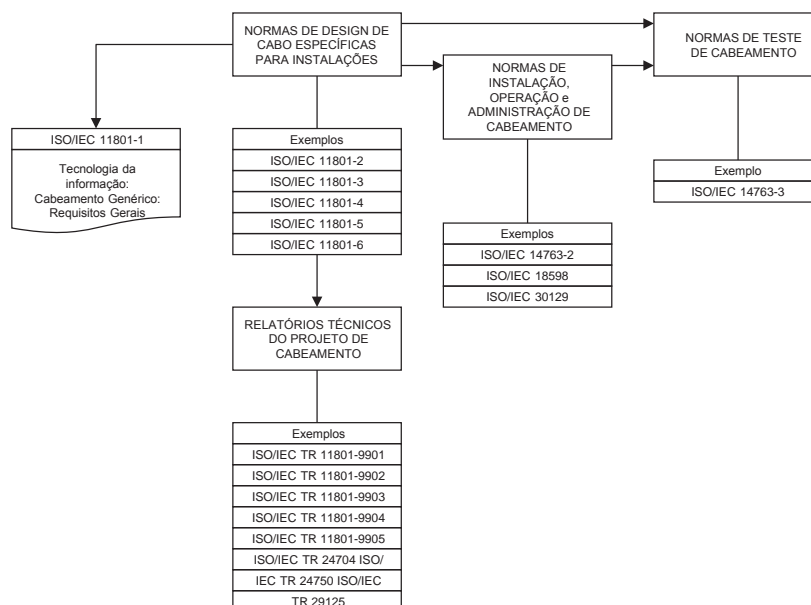 NORMAS DE DESIGN DE
CABO ESPECÍFICAS
PARA INSTALAÇÕES
NORMAS DE TESTE
DE CABEAMENTO
NORMAS DE
INSTALAÇÃO,
OPERAÇÃO e
ADMINISTRAÇÃO DE
CABEAMENTO
ISO/IEC 11801-1
Tecnologia da
informação:
Cabeamento Genérico:
Requisitos Gerais
Exemplos
ISO/IEC 11801-2
ISO/IEC 11801-3
ISO/IEC 11801-4
ISO/IEC 11801-5
ISO/IEC 11801-6
Exemplo
ISO/IEC 14763-3
Exemplos
ISO/IEC 14763-2
ISO/IEC 18598
ISO/IEC 30129
RELATÓRIOS TÉCNICOS
DO PROJETO DE
CABEAMENTO
Exemplos
ISO/IEC TR 11801-9901
ISO/IEC TR 11801-9902
ISO/IEC TR 11801-9903
ISO/IEC TR 11801-9904
ISO/IEC TR 11801-9905
ISO/IEC TR 24704 ISO/
IEC TR 24750 ISO/IEC
TR 29125